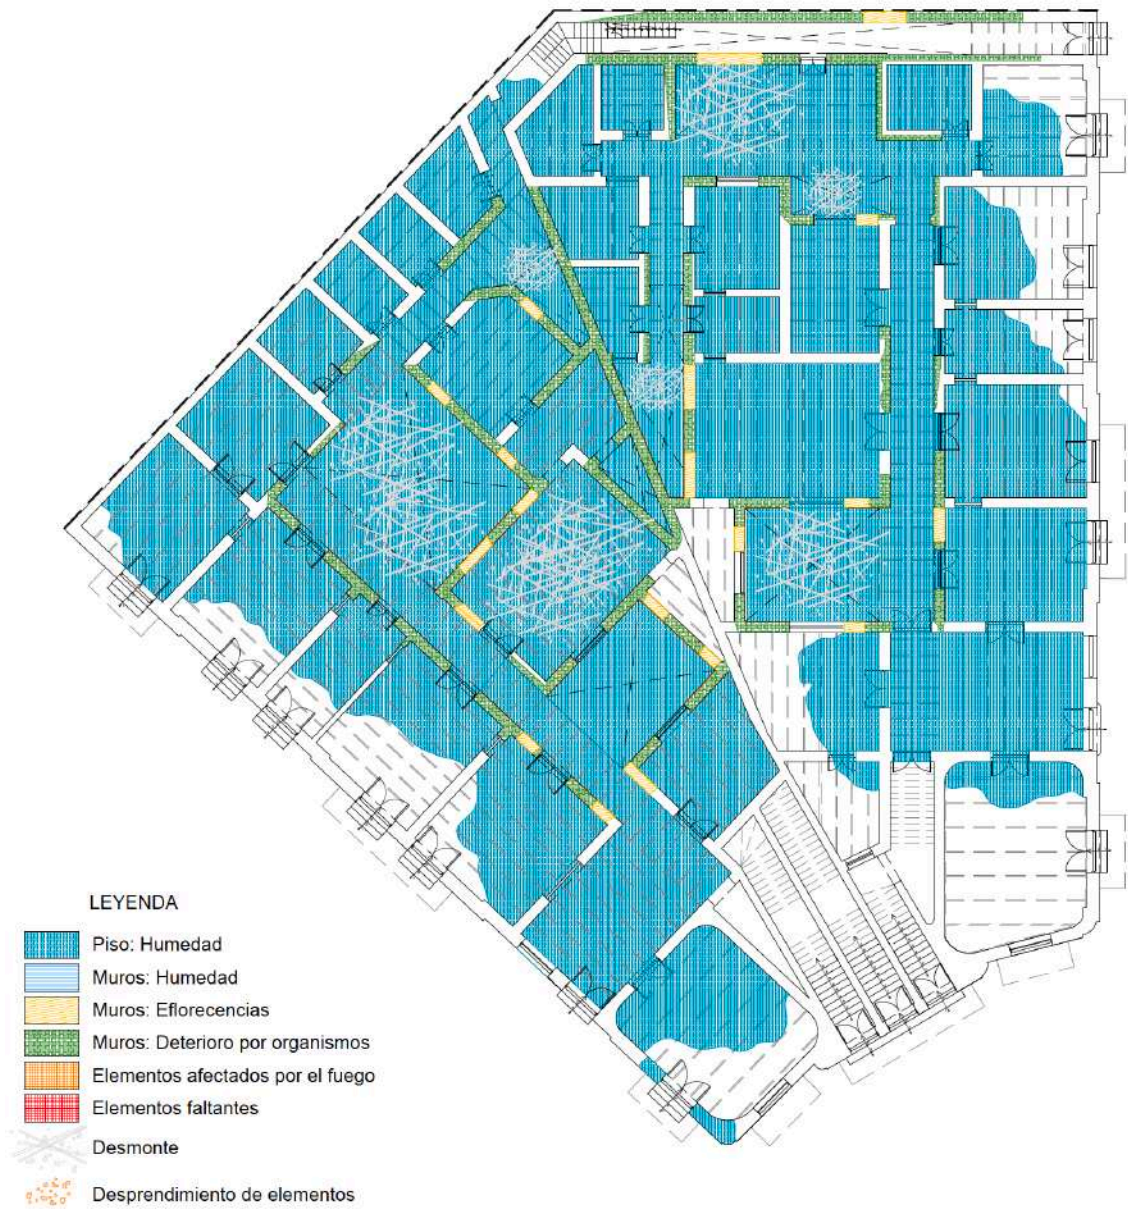 LEYENDA
Piso: Humedad
Muros: Humedad
Muros: Eflorecencias
Muros: Deterioro por organismos
Elementos afectados por el fuego
Elementos faltantes
Desmonte
Desprendimiento de elementos